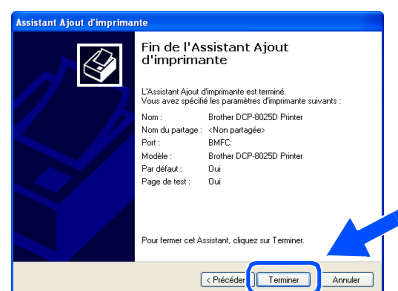 Assistant Ajout d'imprimante
Fin de l'Assistant Ajout
d'imprimante
L'Assistant Ajout d'imprimante est terminé.
Vous avez spécifié les paramètres d'imprimante suivants :
Nom : Brother DCP-8025D Printer
Nom du partage : <Non partagée>
Port : BMFC:
Modèle : Brother DCP-8025D Printer
Par défaut : Oui
Page de test : Oui
Pour fermer cet Assistant, cliquez sur Terminer.
< Précéden Terminer Annuler